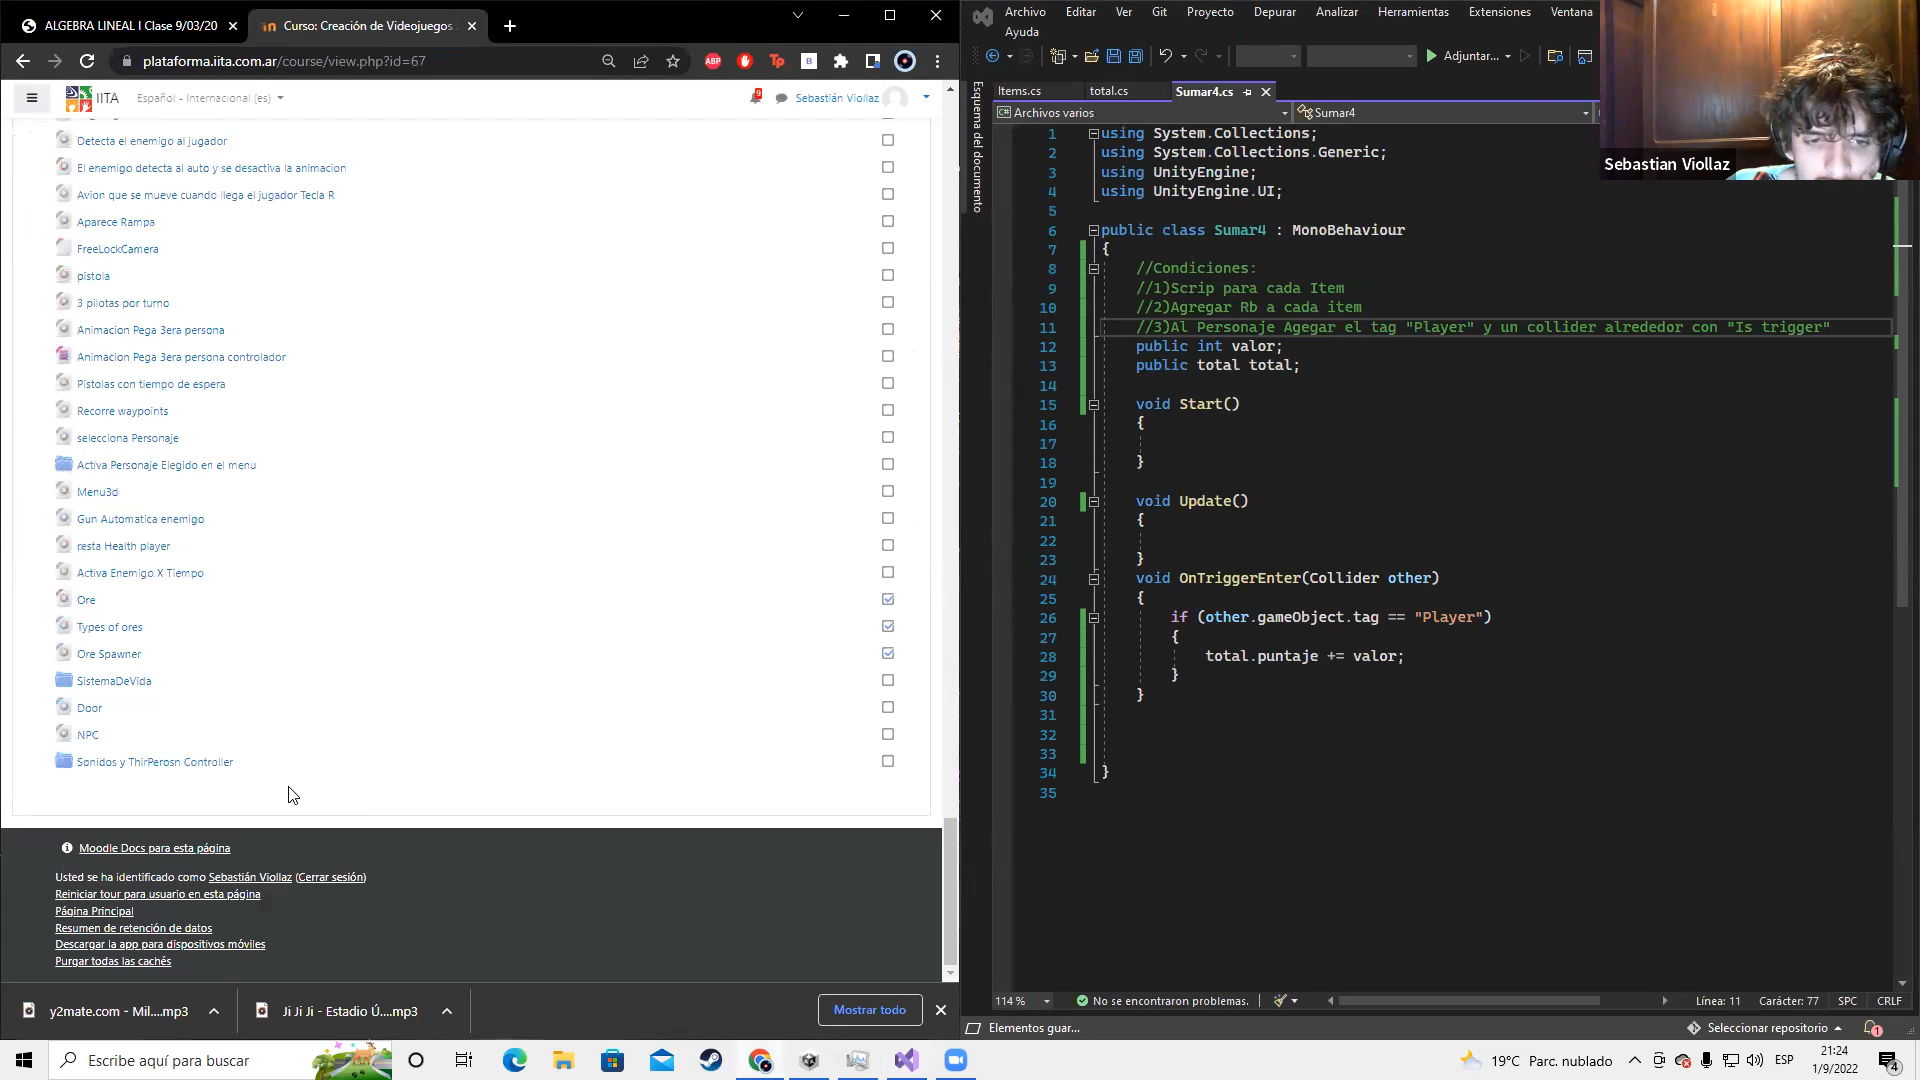 ALGEBRA LINEAL I Clase 9/03/20
Curso: Creación de Videojuegos
plataforma.iita.com.ar/course/view.php?id=67
IITA
Español - Internacional (es)
9
Sebastián Viollaz
Detecta el enemigo al jugador
El enemigo detecta al auto y se desactiva la animacion
Avion que se mueve cuando llega el jugador Tecla R
Aparece Rampa
FreeLockCamera
pistola
3 pilotas por turno
Animacion Pega 3era persona
Animacion Pega 3era persona controlador
Pistolas con tiempo de espera
Recorre waypoints
selecciona Personaje
Activa Personaje Elegido en el menu
Menu3d
Gun Automatica enemigo
resta Health player
Activa Enemigo X Tiempo
Ore
Types of ores
Ore Spawner
SistemaDeVida
Door
NPC
Sonidos y ThirPerosn Controller
Moodle Docs para esta página
Usted se ha identificado como Sebastián Viollaz (Cerrar sesión)
Reiniciar tour para usuario en esta página
Página Principal
Resumen de retención de datos
Descargar la app para dispositivos móviles
Purgar todas las cachés
y2mate.com - Mil....mp3
Ji Ji Ji - Estadio Ú....mp3
Mostrar todo
Archivo Editar Ver Git Proyecto Depurar Analizar Herramientas Extensiones Ventana
Ayuda
Adjuntar...
Esquema del documento
Items.cs total.cs Sumar4.cs
Archivos varios
Sumar4
Sebastian Viollaz
1 using System.Collections;
2 using System.Collections.Generic;
3 using UnityEngine;
4 using UnityEngine.UI;
5
6 public class Sumar4 : MonoBehaviour
7 {
8 //Condiciones:
9 //1)Scrip para cada Item
10 //2)Agregar Rb a cada item
11 //3)Al Personaje Agegar el tag "Player" y un collider alrededor con "Is trigger"
12 public int valor;
13 public total total;
14
15 void Start()
16 {
17
18 }
19
20 void Update()
21 {
22
23 }
24 void OnTriggerEnter(Collider other)
25 {
26 if (other.gameObject.tag == "Player")
27 {
28 total.puntaje += valor;
29 }
30 }
31
32
33
34 }
35
114 %
No se encontraron problemas.
Línea: 11 Carácter: 77 SPC CRLF
Elementos guar...
Seleccionar repositorio
1
Escribe aquí para buscar
19°C Parc. nublado
ESP
21:24
1/9/2022
4